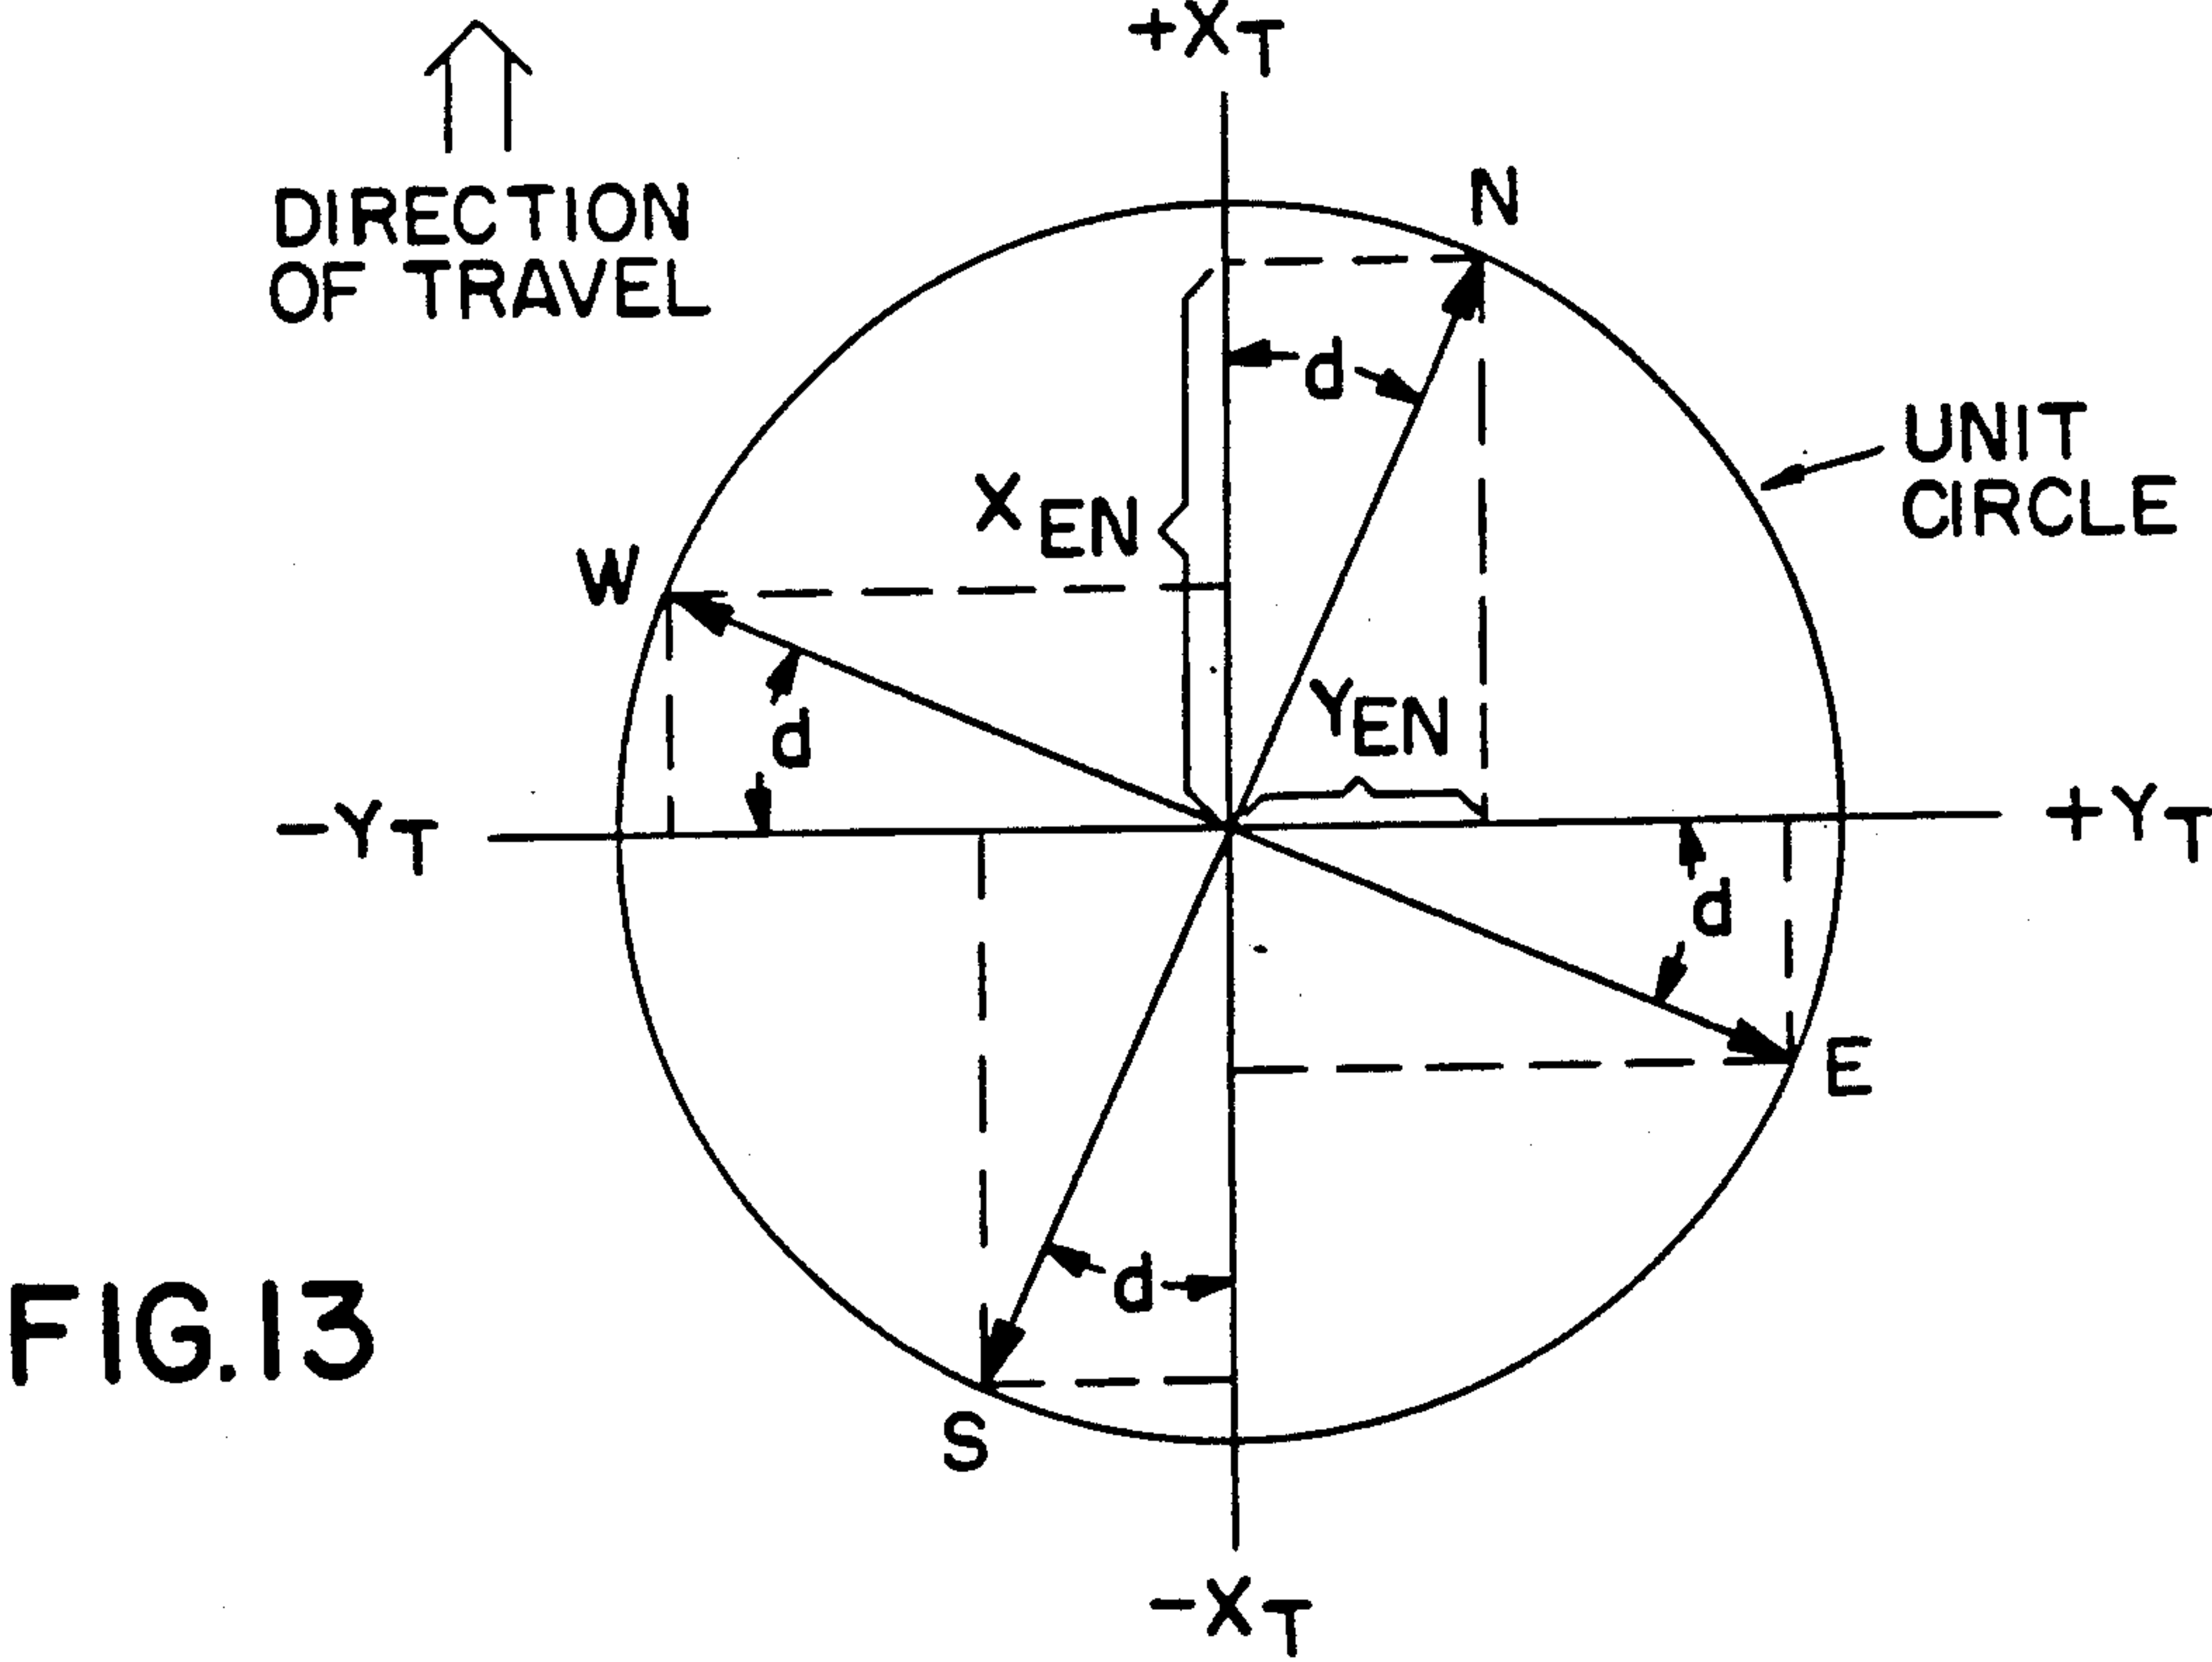 +XT
DIRECTION
OF TRAVEL
N
UNIT
CIRCLE
d
XEN
W
YEN
d
-YT
+YT
d
E
d
S
FIG.13
-XT